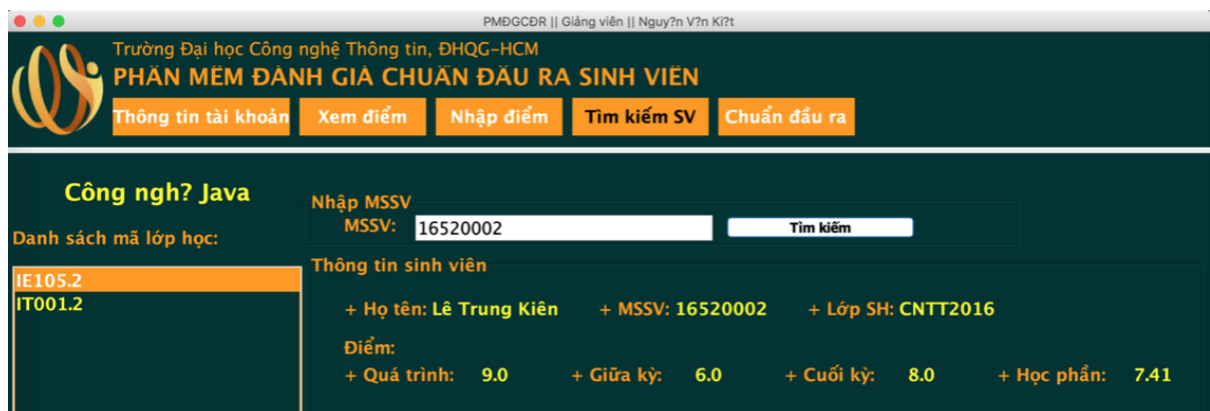 PMĐGCĐR || Giảng viên || Nguy?n V?n Ki?t
Trường Đại học Công nghệ Thông tin, ĐHQG-HCM
PHẦN MỀM ĐÁNH GIÁ CHUẨN ĐẦU RA SINH VIÊN
Thông tin tài khoản Xem điểm Nhập điểm Tìm kiếm SV Chuẩn đầu ra
Công ngh? Java
Danh sách mã lớp học:
IE105.2
IT001.2
Nhập MSSV
MSSV: 16520002 Tìm kiếm
Thông tin sinh viên
+ Họ tên: Lê Trung Kiên + MSSV: 16520002 + Lớp SH: CNTT2016
Điểm:
+ Quá trình: 9.0 + Giữa kỳ: 6.0 + Cuối kỳ: 8.0 + Học phần: 7.41